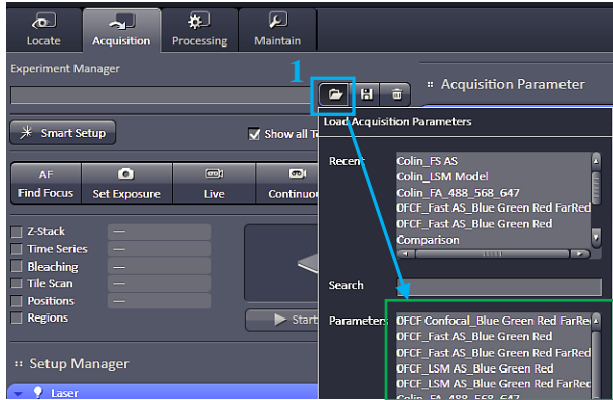 Locate Acquisition Processing Maintain
Experiment Manager
1
Acquisition Parameter
Load Acquisition Parameters
Smart Setup
Show all
Recent
Colin_FS AS
Colin_LSM Model
Colin_FA_488_568_647
OFCF_Fast AS_Blue Green Red FarRed
OFCF_Fast AS_Blue Green Red
Comparison
AF
Find Focus Set Exposure Live Continuou
Z-Stack
Time Series
Bleaching
Tile Scan
Positions
Regions
Start
Search
Parameters
OFCF Confocal_Blue Green Red FarRe
OFCF_Fast AS_Blue Green Red
OFCF_Fast AS_Blue Green Red FarRed
OFCF_LSM AS_Blue Green Red
OFCF_LSM AS_Blue Green Red FarRed
Colin_FA_488_568_647
Setup Manager
Laser